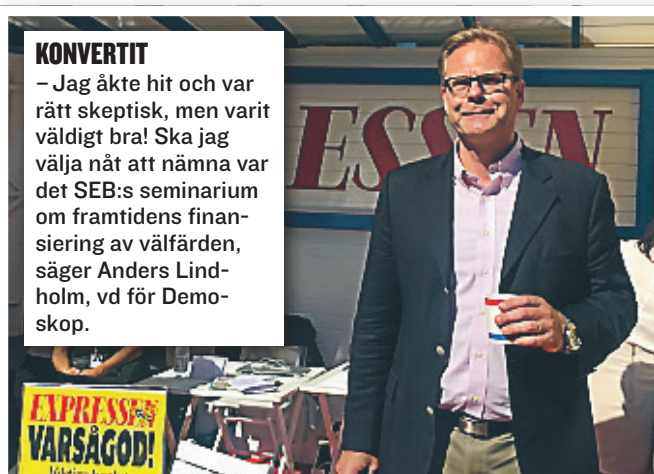 KONVERTIT
– Jag åkte hit och var
rätt skeptisk, men varit
väldigt bra! Ska jag
välja nåt att nämna var
det SEB:s seminarium
om framtidens finan-
siering av välfärden,
säger Anders Lind-
holm, vd för Demo-
skop.
ESSEN
EXPRESSEN
VARSÅGOD!